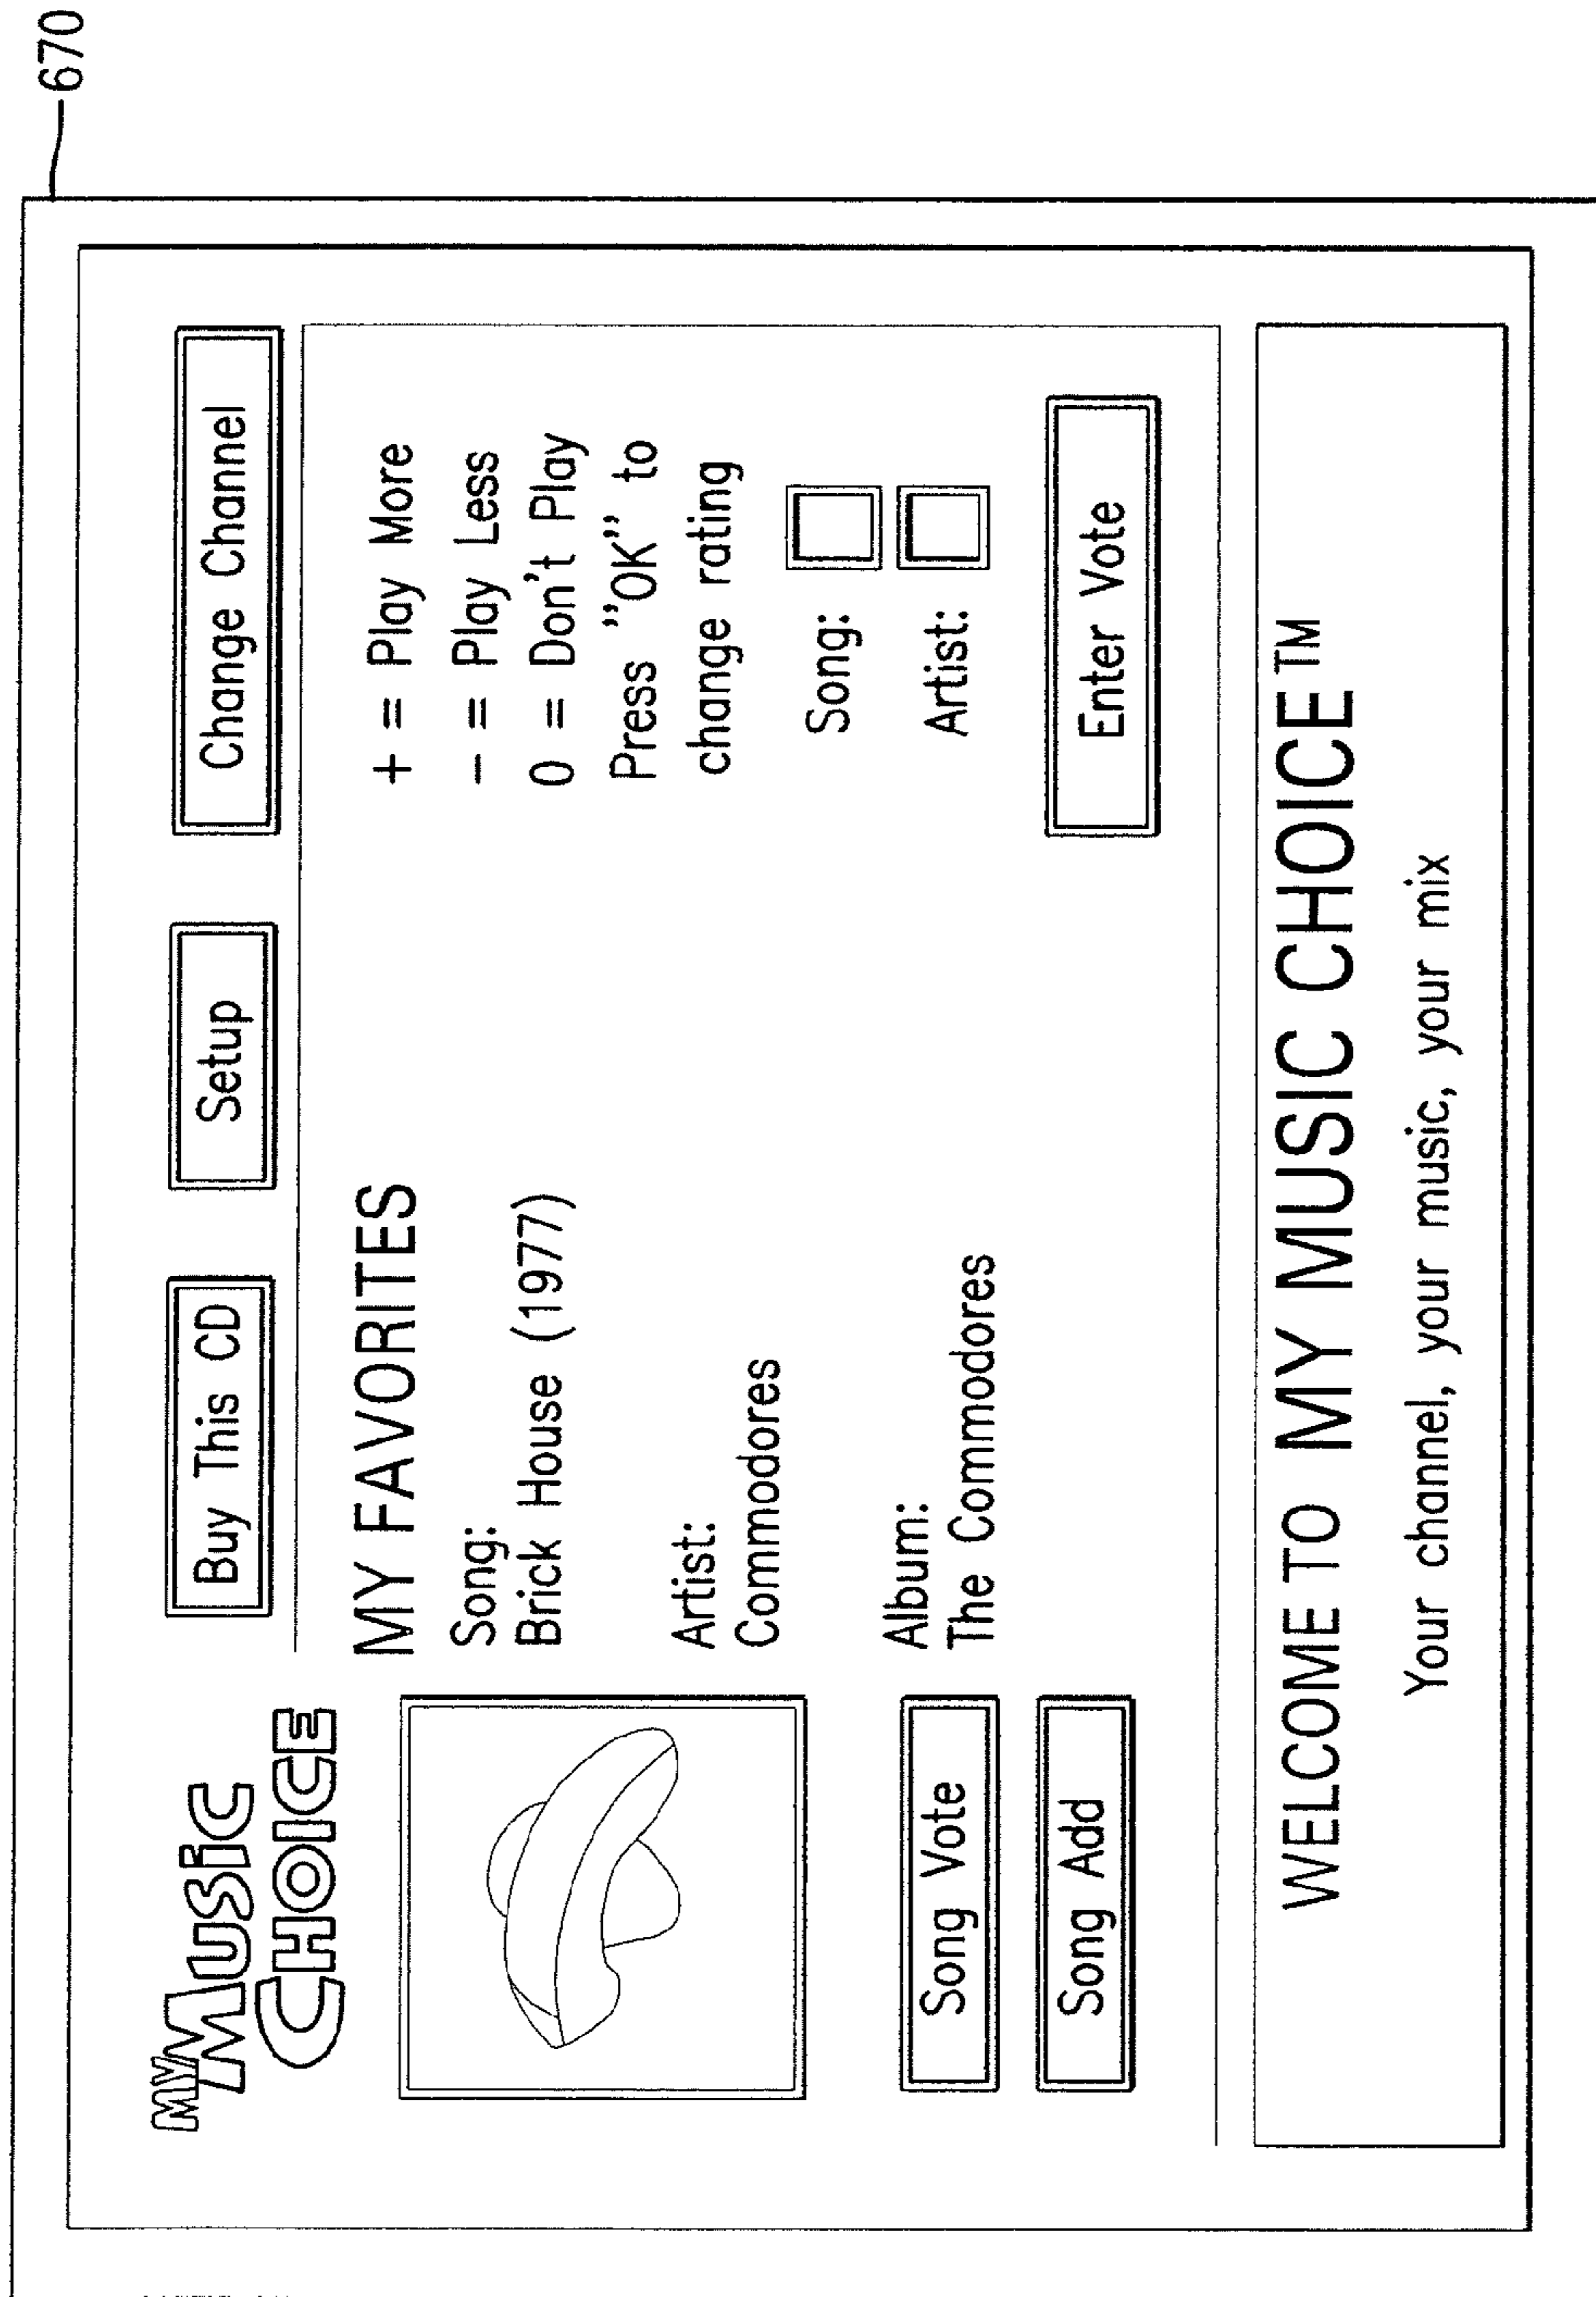 670
MY
MUSiC
CHOICE
Buy This CD
Setup
Change Channel
MY FAVORITES
Song:
Brick House (1977)
Artist:
Commodores
Album:
The Commodores
+ = Play More
- = Play Less
0 = Don't Play
Press "OK" to
change rating
Song:
Artist:
Enter Vote
Song Vote
Song Add
WELCOME TO MY MUSIC CHOICE™
Your channel, your music, your mix